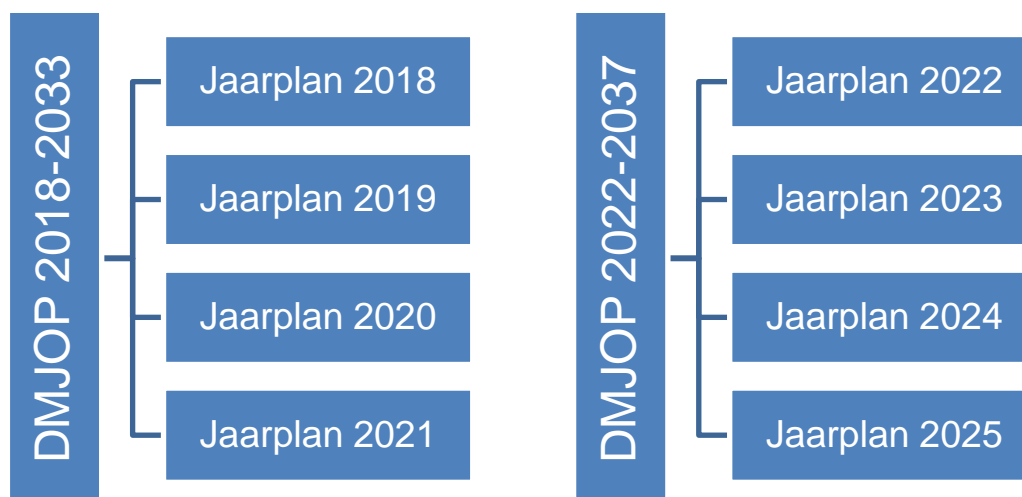 DMJOP 2018-2033
Jaarplan 2018
Jaarplan 2019
Jaarplan 2020
Jaarplan 2021
DMJOP 2022-2037
Jaarplan 2022
Jaarplan 2023
Jaarplan 2024
Jaarplan 2025